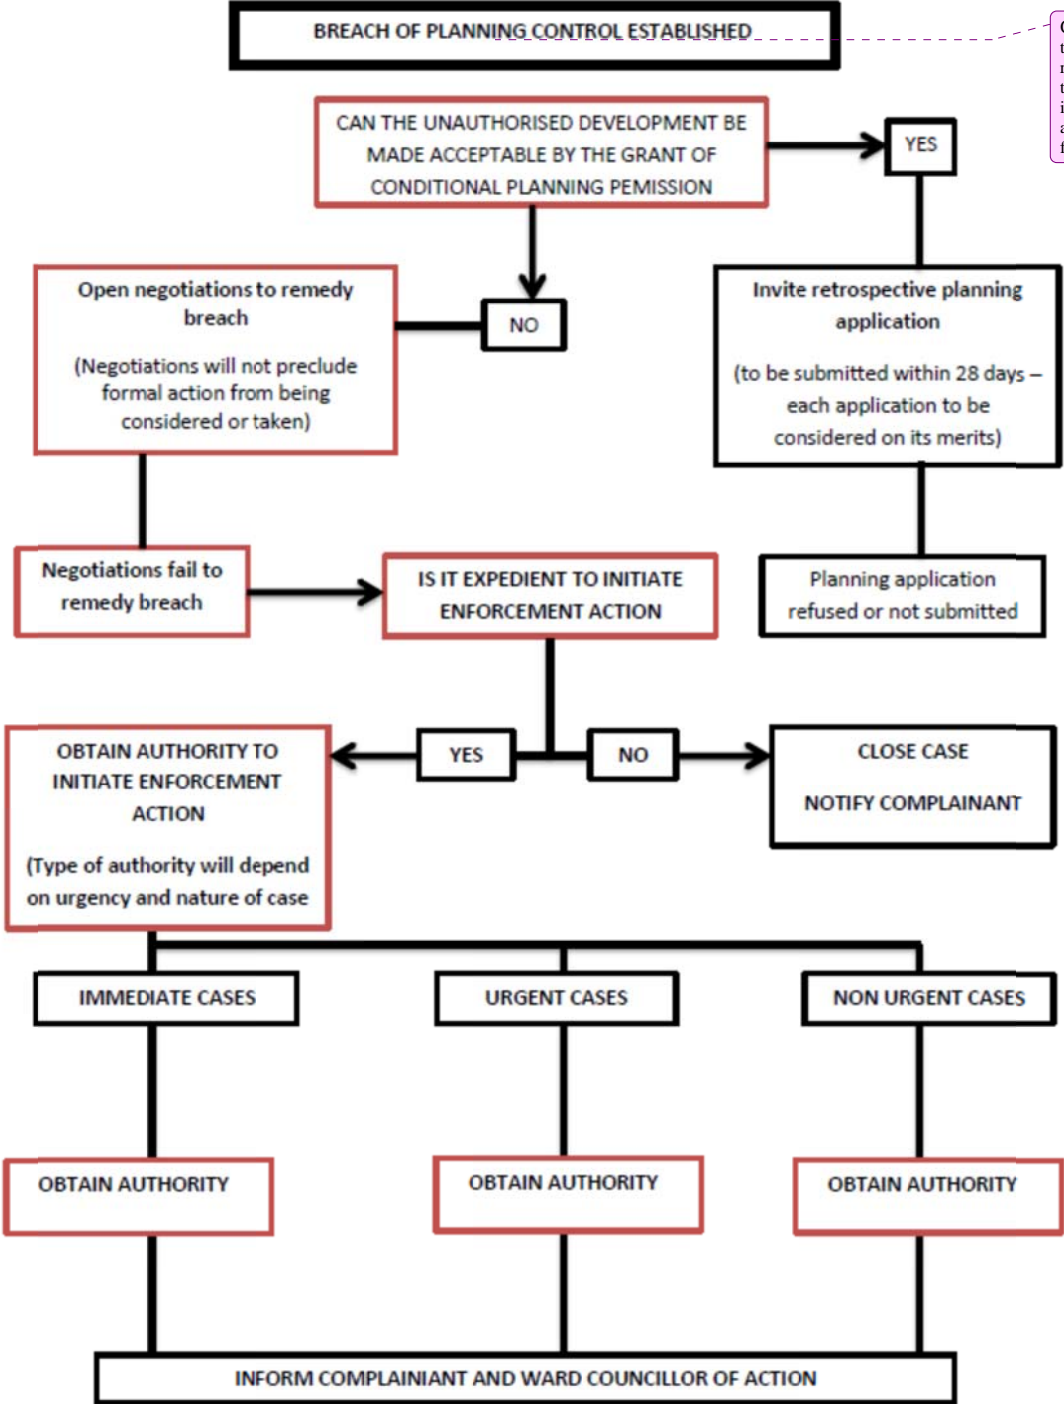 BREACH OF PLANNING CONTROL ESTABLISHED
CAN THE UNAUTHORISED DEVELOPMENT BE
MADE ACCEPTABLE BY THE GRANT OF
CONDITIONAL PLANNING PEMISSION
YES
NO
Open negotiations to remedy
breach
(Negotiations will not preclude
formal action from being
considered or taken)
Invite retrospective planning
application
(to be submitted within 28 days –
each application to be
considered on its merits)
Negotiations fail to
remedy breach
IS IT EXPEDIENT TO INITIATE
ENFORCEMENT ACTION
Planning application
refused or not submitted
OBTAIN AUTHORITY TO
INITIATE ENFORCEMENT
ACTION
(Type of authority will depend
on urgency and nature of case
YES
NO
CLOSE CASE
NOTIFY COMPLAINANT
IMMEDIATE CASES
URGENT CASES
NON URGENT CASES
OBTAIN AUTHORITY
OBTAIN AUTHORITY
OBTAIN AUTHORITY
INFORM COMPLAINIANT AND WARD COUNCILLOR OF ACTION